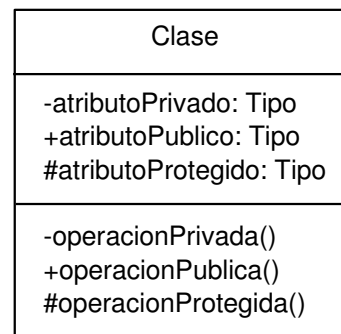 Clase
-atributoPrivado: Tipo
+atributoPublico: Tipo
#atributoProtegido: Tipo
-operacionPrivada()
+operacionPublica()
#operacionProtegida()